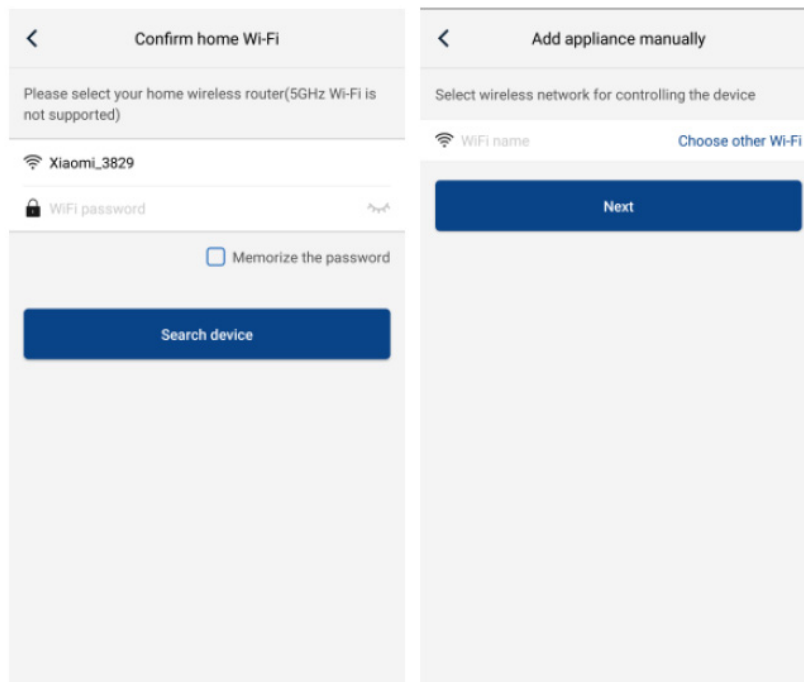 Confirm home Wi-Fi
Please select your home wireless router(5GHz Wi-Fi is
not supported)
Xiaomi_3829
WiFi password
Memorize the password
Search device
Add appliance manually
Select wireless network for controlling the device
WiFi name
Choose other Wi-Fi
Next